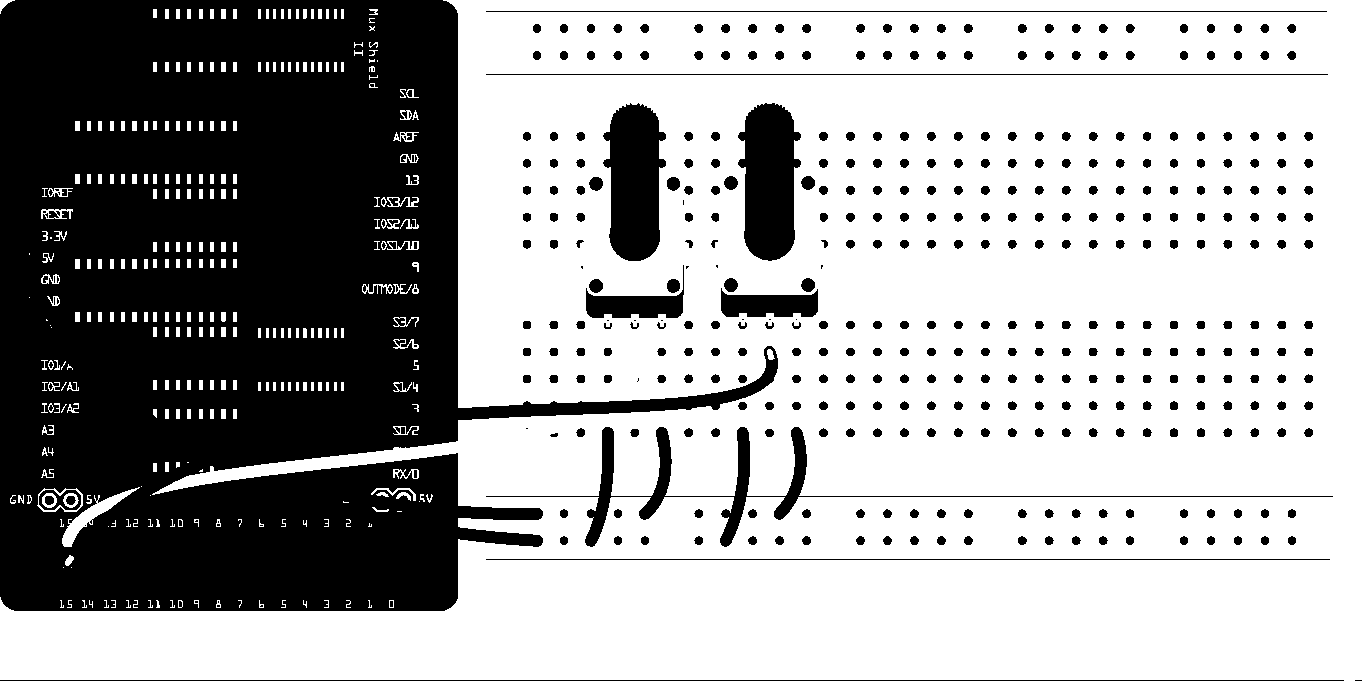 Mux Shield
II
SCL
SDA
AREF
GND
13
IOS3/12
IOS2/11
IOS1/10
9
OUTMODE/8
S3/7
S2/6
5
S1/4
3
S0/2
RX/0
IOREF
RESET
3.3V
5V
GND
ND
IO1/A
IO2/A1
IO3/A2
A3
A4
A5
GND 5V
5V
15 14 13 12 11 10 9 8 7 6 5 4 3 2 1
15 14 13 12 11 10 9 8 7 6 5 4 3 2 1 0